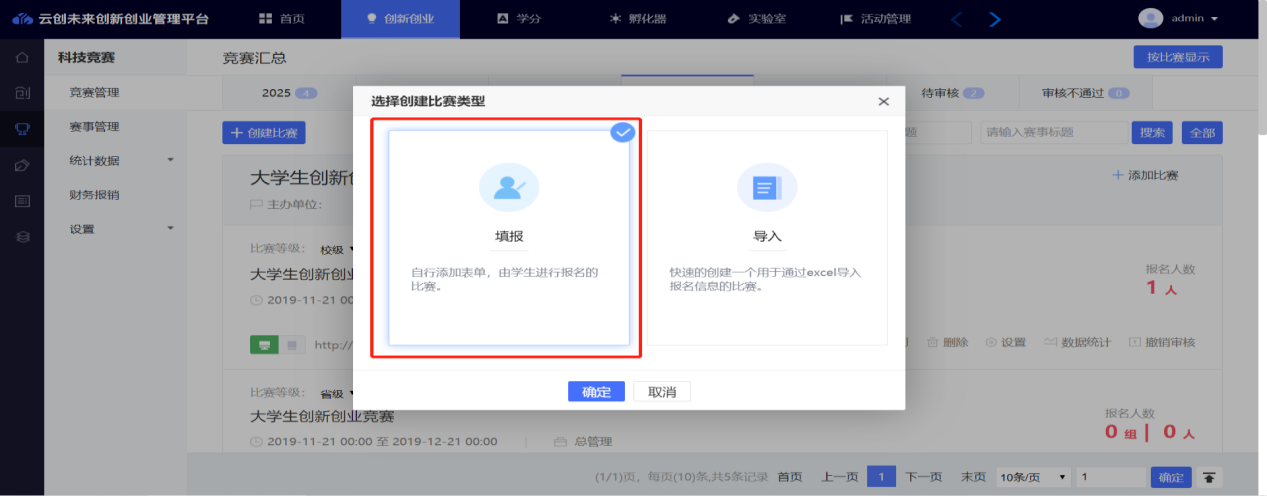 云创未来创新创业管理平台
首页
创新创业
学分
孵化器
实验室
活动管理
admin
科技竞赛
竞赛管理
赛事管理
统计数据
财务报销
设置
竞赛汇总
按比赛显示
2025 4
待审核 2
审核不通过 0
创建比赛
请输入赛事标题
搜索
全部
大学生创新
添加比赛
主办单位:
比赛等级: 校级
大学生创新创业
2019-11-21 00
报名人数
1 人
http://
删除
设置
数据统计
撤销审核
比赛等级: 省级
大学生创新创业竞赛
2019-11-21 00:00 至 2019-12-21 00:00
总管理
报名人数
0 组 | 0 人
(1/1)页，每页(10)条,共5条记录 首页 上一页 1 下一页 末页 10条/页 1 确定
选择创建比赛类型
填报
自行添加表单，由学生进行报名的
比赛。
导入
快速的创建一个用于通过excel导入
报名信息的比赛。
确定
取消